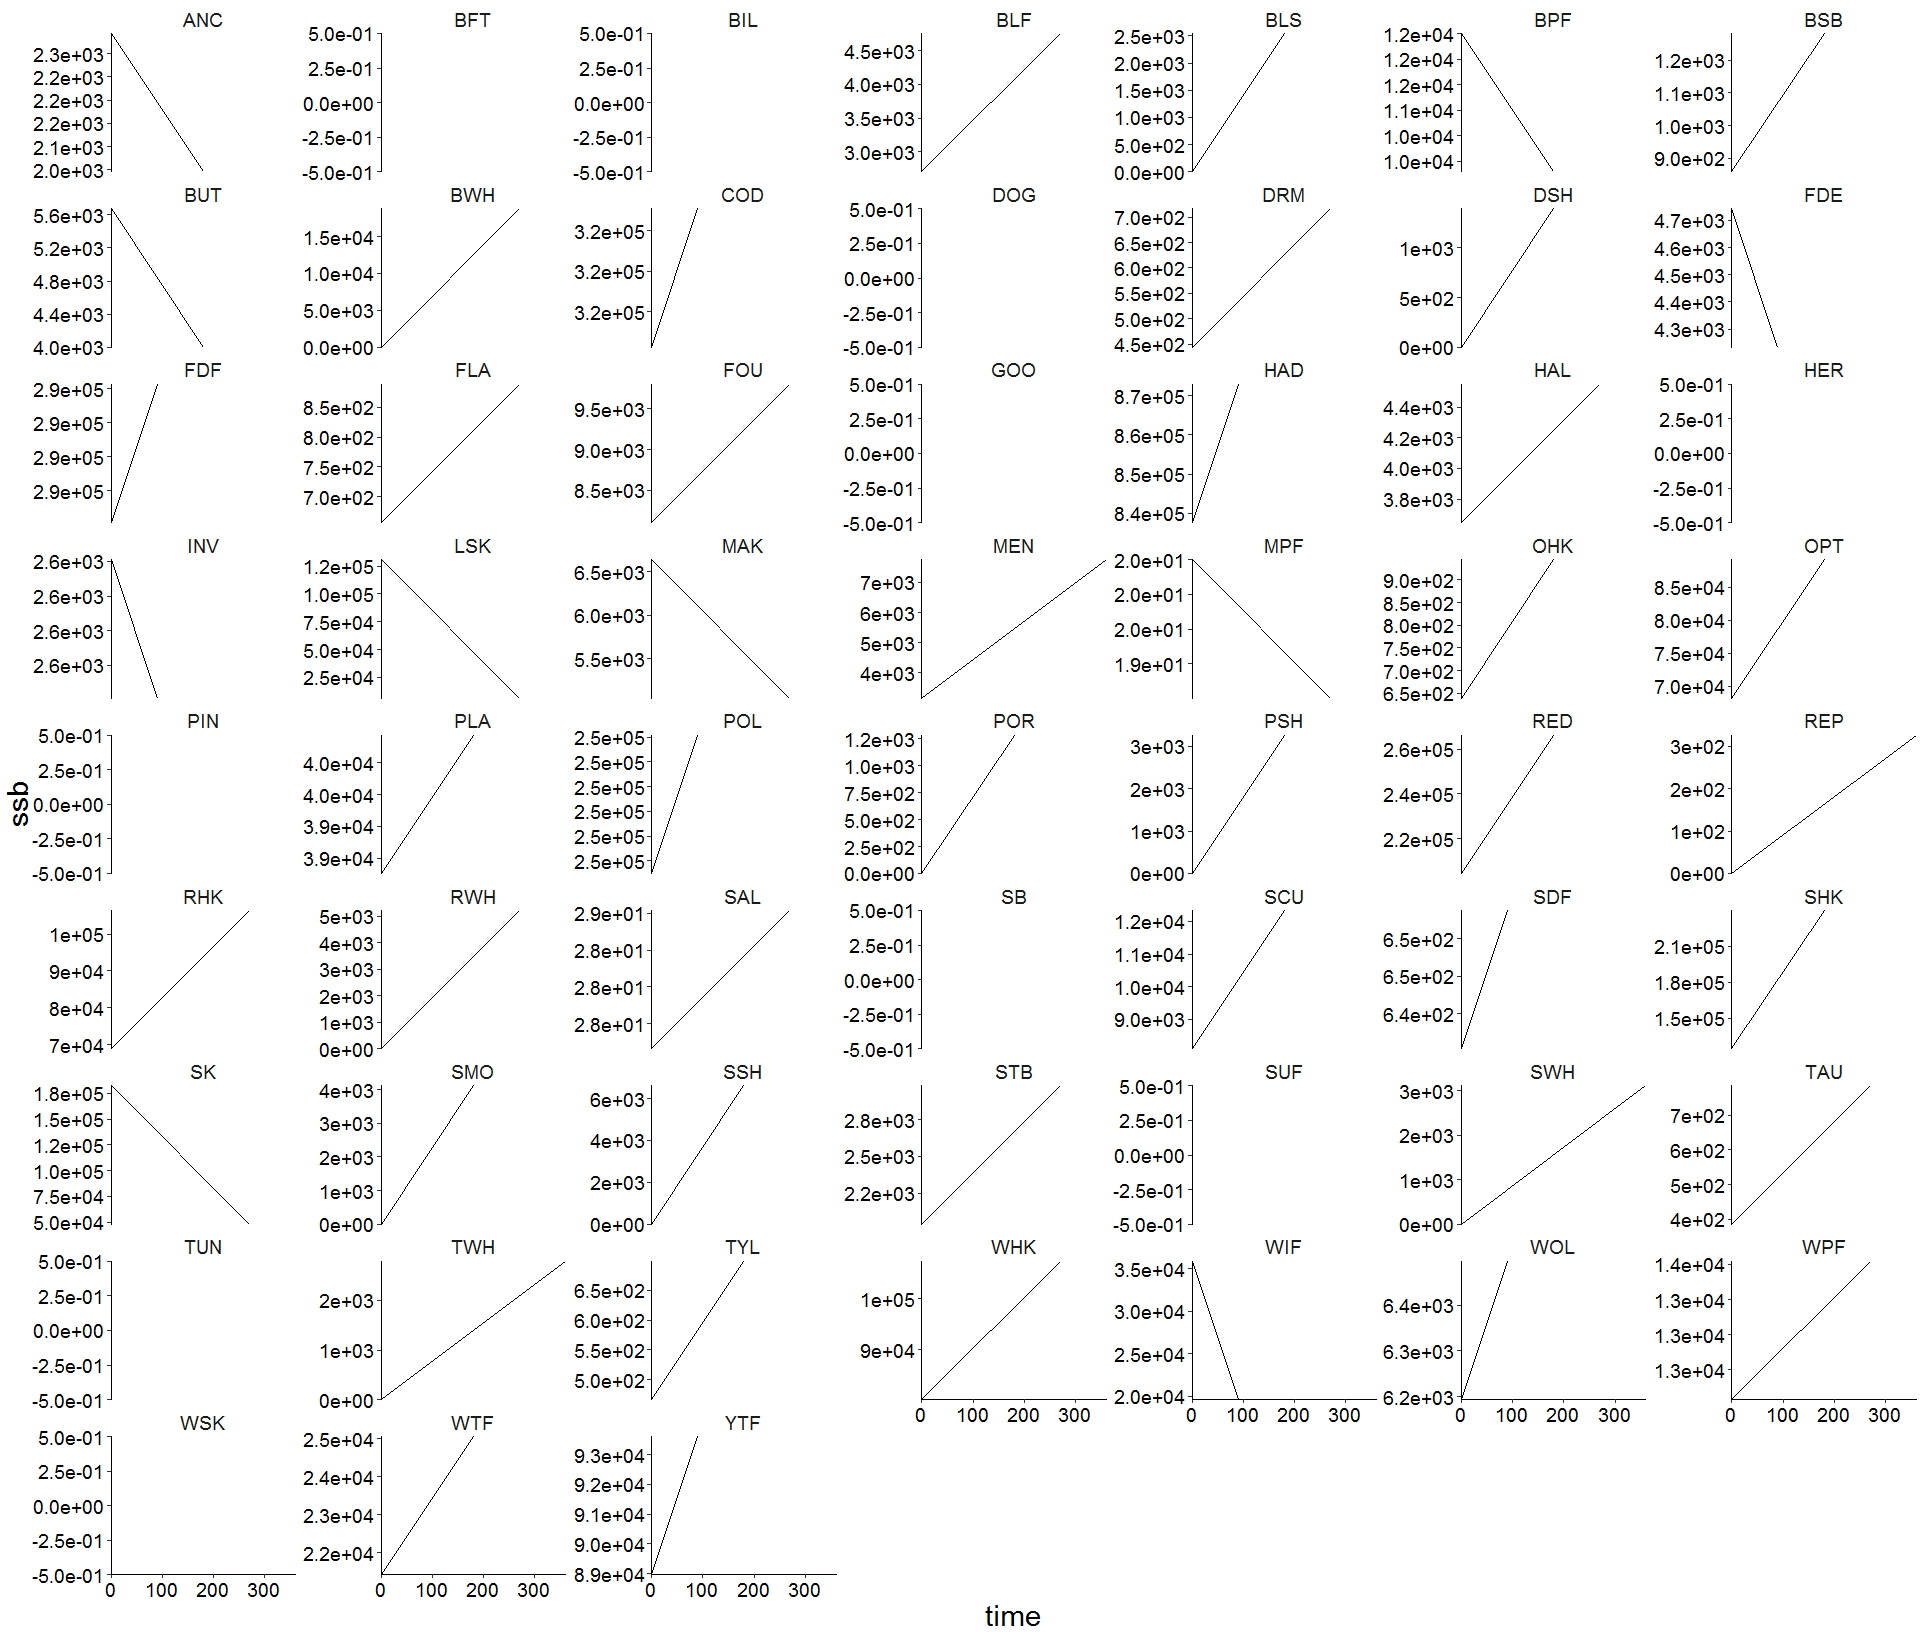 ANC BFT BIL BLF BLS BPF BSB
2.3e+03 2.2e+03 2.2e+03 2.2e+03 2.1e+03 2.0e+03
5.0e-01 2.5e-01 0.0e+00 -2.5e-01 -5.0e-01
5.0e-01 2.5e-01 0.0e+00 -2.5e-01 -5.0e-01
4.5e+03 4.0e+03 3.5e+03 3.0e+03
2.5e+03 2.0e+03 1.5e+03 1.0e+03 5.0e+02 0.0e+00
1.2e+04 1.2e+04 1.2e+04 1.1e+04 1.0e+04 1.0e+04
1.2e+03 1.1e+03 1.0e+03 9.0e+02
BUT BWH COD DOG DRM DSH FDE
5.6e+03 5.2e+03 4.8e+03 4.4e+03 4.0e+03
1.5e+04 1.0e+04 5.0e+03 0.0e+00
3.2e+05 3.2e+05 3.2e+05
5.0e-01 2.5e-01 0.0e+00 -2.5e-01 -5.0e-01
7.0e+02 6.5e+02 6.0e+02 5.5e+02 5.0e+02 4.5e+02
1e+03 5e+02 0e+00
4.7e+03 4.6e+03 4.5e+03 4.4e+03 4.3e+03
FDF FLA FOU GOO HAD HAL HER
2.9e+05 2.9e+05 2.9e+05 2.9e+05
8.5e+02 8.0e+02 7.5e+02 7.0e+02
9.5e+03 9.0e+03 8.5e+03
5.0e-01 2.5e-01 0.0e+00 -2.5e-01 -5.0e-01
8.7e+05 8.6e+05 8.5e+05 8.4e+05
4.4e+03 4.2e+03 4.0e+03 3.8e+03
5.0e-01 2.5e-01 0.0e+00 -2.5e-01 -5.0e-01
INV LSK MAK MEN MPF OHK OPT
2.6e+03 2.6e+03 2.6e+03 2.6e+03
1.2e+05 1.0e+05 7.5e+04 5.0e+04 2.5e+04
6.5e+03 6.0e+03 5.5e+03
7e+03 6e+03 5e+03 4e+03
2.0e+01 2.0e+01 2.0e+01 1.9e+01
9.0e+02 8.5e+02 8.0e+02 7.5e+02 7.0e+02 6.5e+02
8.5e+04 8.0e+04 7.5e+04 7.0e+04
PIN PLA POL POR PSH RED REP
5.0e-01 2.5e-01 0.0e+00 -2.5e-01 -5.0e-01
4.0e+04 4.0e+04 3.9e+04 3.9e+04
2.5e+05 2.5e+05 2.5e+05 2.5e+05 2.5e+05 2.5e+05
1.2e+03 1.0e+03 7.5e+02 5.0e+02 2.5e+02 0.0e+00
3e+03 2e+03 1e+03 0e+00
2.6e+05 2.4e+05 2.2e+05
3e+02 2e+02 1e+02 0e+00
ssb
RHK RWH SAL SB SCU SDF SHK
1e+05 9e+04 8e+04 7e+04
5e+03 4e+03 3e+03 2e+03 1e+03 0e+00
2.9e+01 2.8e+01 2.8e+01 2.8e+01
5.0e-01 2.5e-01 0.0e+00 -2.5e-01 -5.0e-01
1.2e+04 1.1e+04 1.0e+04 9.0e+03
6.5e+02 6.5e+02 6.4e+02
2.1e+05 1.8e+05 1.5e+05
SK SMO SSH STB SUF SWH TAU
1.8e+05 1.5e+05 1.2e+05 1.0e+05 7.5e+04 5.0e+04
4e+03 3e+03 2e+03 1e+03 0e+00
6e+03 4e+03 2e+03 0e+00
2.8e+03 2.5e+03 2.2e+03
5.0e-01 2.5e-01 0.0e+00 -2.5e-01 -5.0e-01
3e+03 2e+03 1e+03 0e+00
7e+02 6e+02 5e+02 4e+02
TUN TWH TYL WHK WIF WOL WPF
5.0e-01 2.5e-01 0.0e+00 -2.5e-01 -5.0e-01
2e+03 1e+03 0e+00
6.5e+02 6.0e+02 5.5e+02 5.0e+02
1e+05 9e+04
3.5e+04 3.0e+04 2.5e+04 2.0e+04
6.4e+03 6.3e+03 6.2e+03
1.4e+04 1.3e+04 1.3e+04 1.3e+04
0 100 200 300 0 100 200 300 0 100 200 300 0 100 200 300
WSK WTF YTF
5.0e-01 2.5e-01 0.0e+00 -2.5e-01 -5.0e-01
2.5e+04 2.4e+04 2.3e+04 2.2e+04
9.3e+04 9.2e+04 9.1e+04 9.0e+04 8.9e+04
0 100 200 300 0 100 200 300 0 100 200 300
time